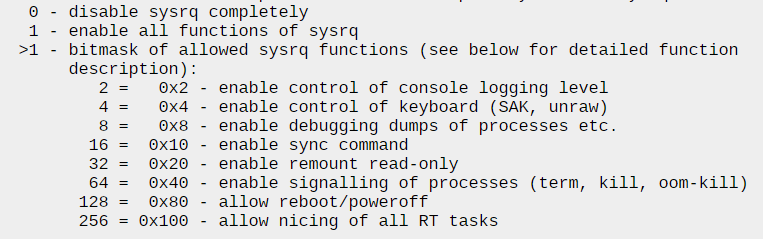 0 - disable sysrq completely
1 - enable all functions of sysrq
>1 - bitmask of allowed sysrq functions (see below for detailed function
description):
2 = 0x2 - enable control of console logging level
4 = 0x4 - enable control of keyboard (SAK, unraw)
8 = 0x8 - enable debugging dumps of processes etc.
16 = 0x10 - enable sync command
32 = 0x20 - enable remount read-only
64 = 0x40 - enable signalling of processes (term, kill, oom-kill)
128 = 0x80 - allow reboot/poweroff
256 = 0x100 - allow nicing of all RT tasks